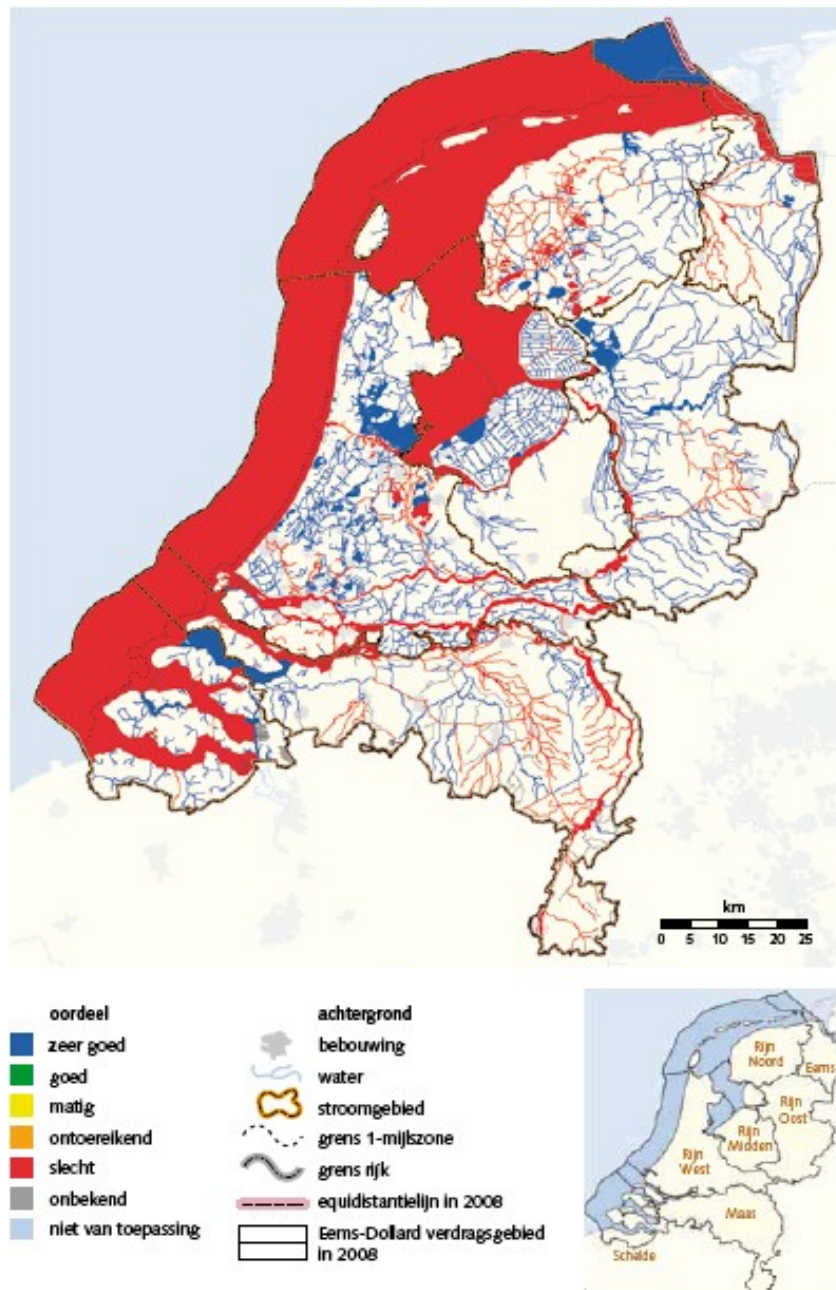 km
0 5 10 15 20 25
oordeel
zeer goed
goed
matig
ontoereikend
slecht
onbekend
niet van toepassing
achtergrond
bebouwing
water
stroomgebied
grens 1-mijlszone
grens rijk
equidistantielijn in 2008
Eems-Dollard verdragsgebied
in 2008
Rijn
Noord
Eems
Rijn
Oost
Rijn
Midden
Rijn
West
Maas
Schelde